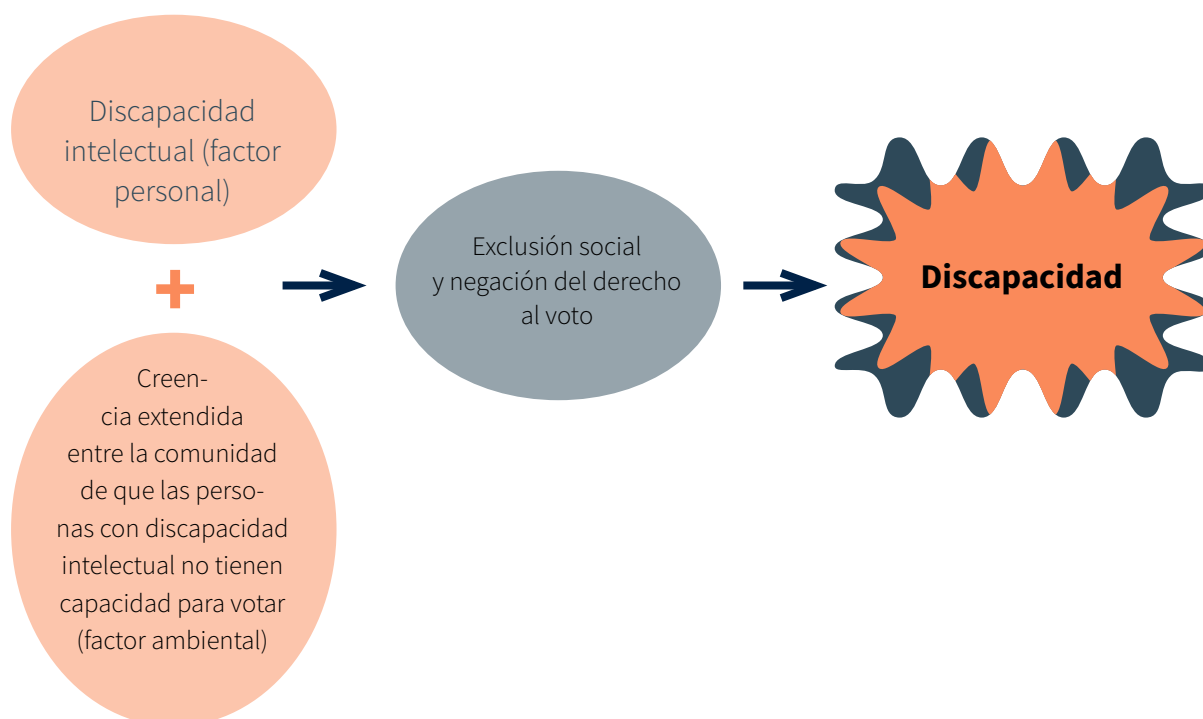 Discapacidad
intelectual (factor
personal)
Creen-
cia extendida
entre la comunidad
de que las perso-
nas con discapacidad
intelectual no tienen
capacidad para votar
(factor ambiental)
Exclusión social
y negación del derecho
al voto
Discapacidad